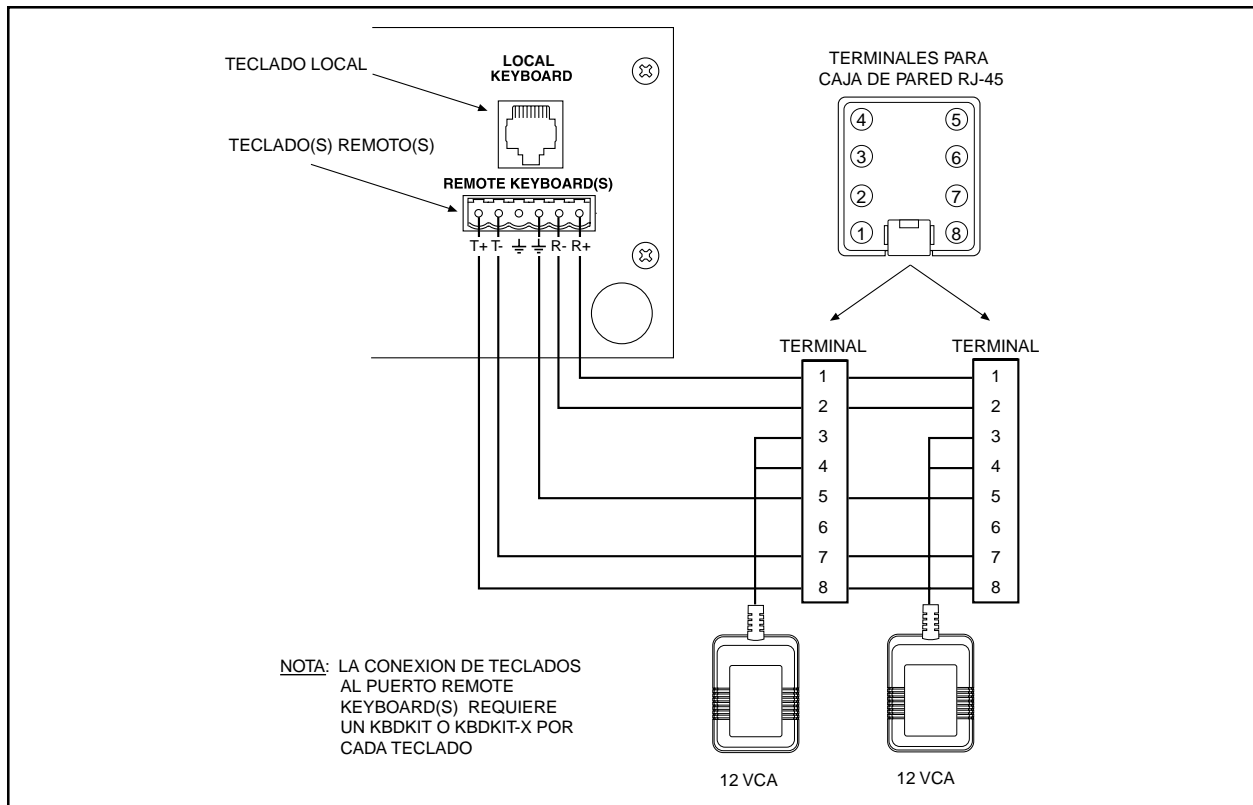 TECLADO LOCAL
LOCAL
KEYBOARD
TECLADO(S) REMOTO(S)
REMOTE KEYBOARD(S)
T+ T- R- R+
TERMINALES PARA
CAJA DE PARED RJ-45
4 5
3 6
2 7
1 8
TERMINAL TERMINAL
1 1
2 2
3 3
4 4
5 5
6 6
7 7
8 8
NOTA: LA CONEXION DE TECLADOS
AL PUERTO REMOTE
KEYBOARD(S) REQUIERE
UN KBDKIT O KBDKIT-X POR
CADA TECLADO
12 VCA 12 VCA